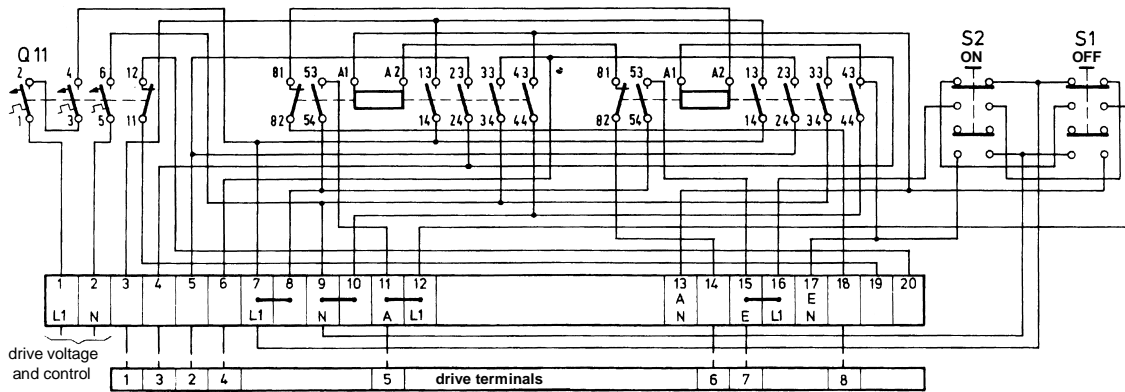 S2 S1
ON OFF
Q 11
2 4 6 12 81 53 A1 A2 13 23 33 43 81 53 A1 A2 13 23 33 43
1 3 5 11 82 54 14 24 34 44 82 54 14 24 34 44
1 2 3 4 5 6 7 8 9 10 11 12 13 14 15 16 17 18 19 20
A E
L1 N L1 N A L1 N E L1 N
drive voltage
and control
1 3 2 4 5 drive terminals 6 7 8